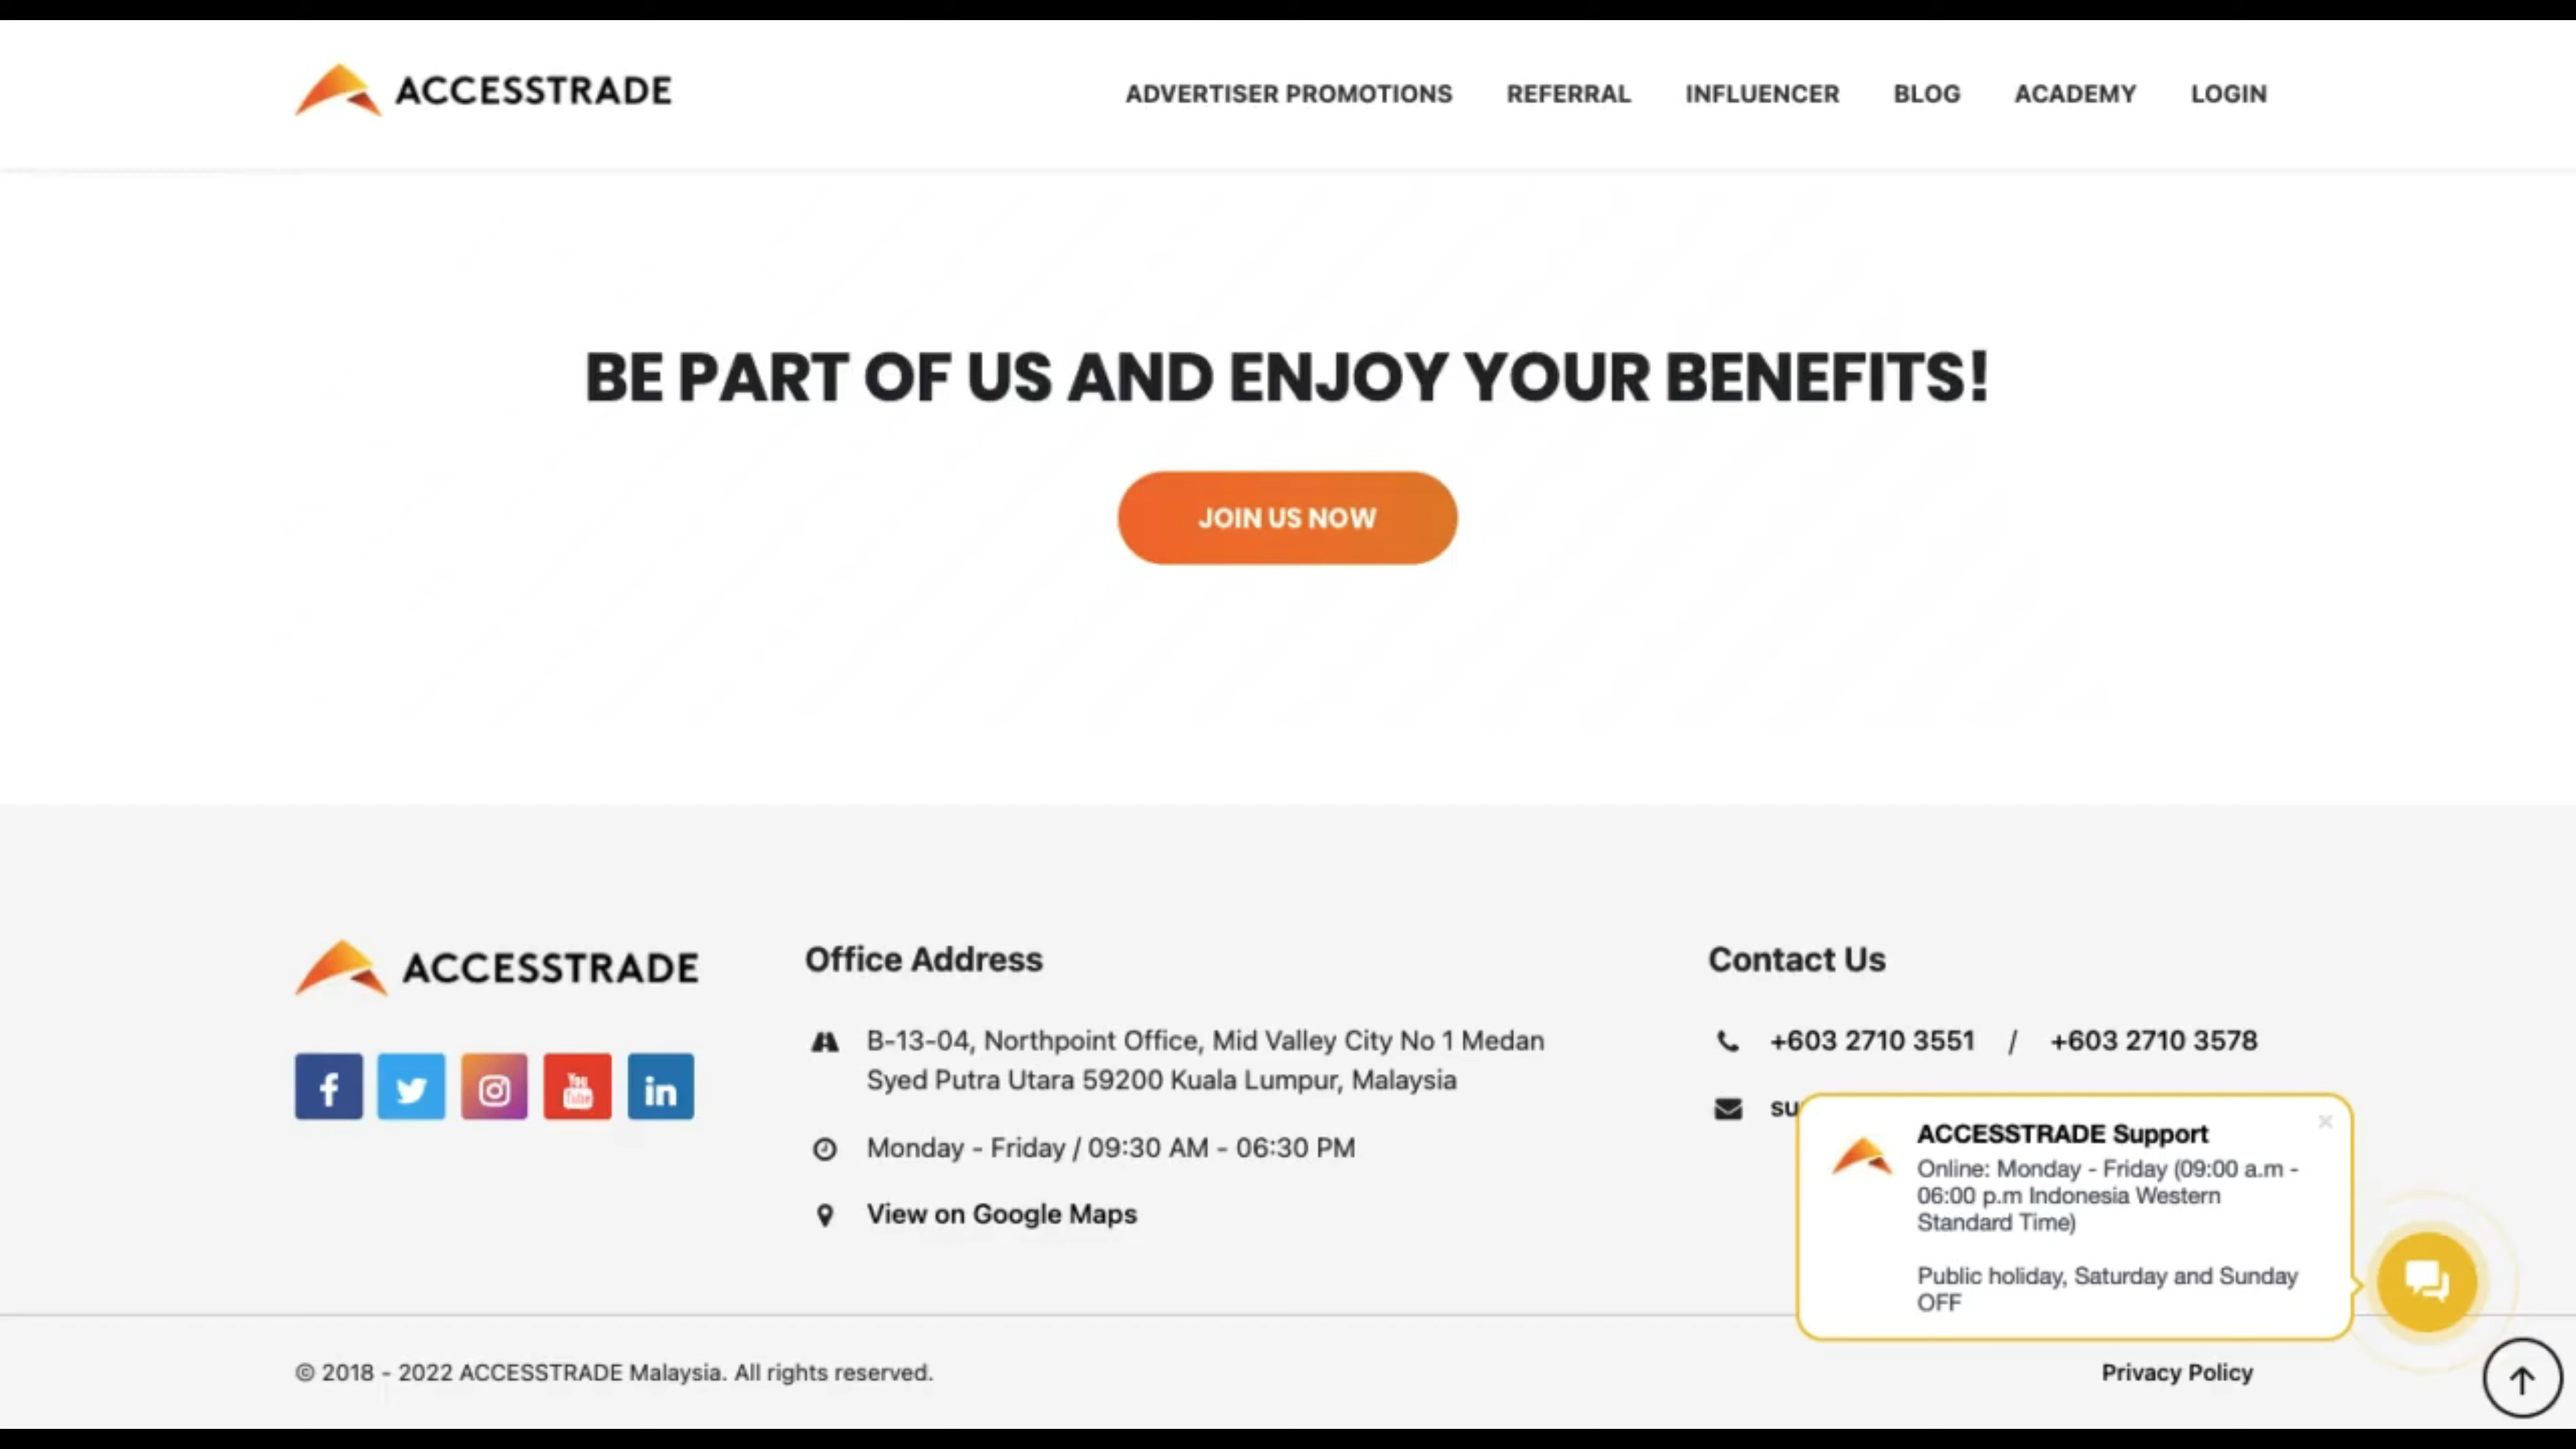 ACCESSTRADE
ADVERTISER PROMOTIONS
REFERRAL
INFLUENCER
BLOG
ACADEMY
LOGIN
BE PART OF US AND ENJOY YOUR BENEFITS!
JOIN US NOW
ACCESSTRADE
Office Address
B-13-04, Northpoint Office, Mid Valley City No 1 Medan
Syed Putra Utara 59200 Kuala Lumpur, Malaysia
Monday - Friday / 09:30 AM - 06:30 PM
View on Google Maps
Contact Us
+603 2710 3551 / +603 2710 3578
ACCESSTRADE Support
Online: Monday - Friday (09:00 a.m -
06:00 p.m Indonesia Western
Standard Time)
Public holiday, Saturday and Sunday
OFF
© 2018 - 2022 ACCESSTRADE Malaysia. All rights reserved.
Privacy Policy